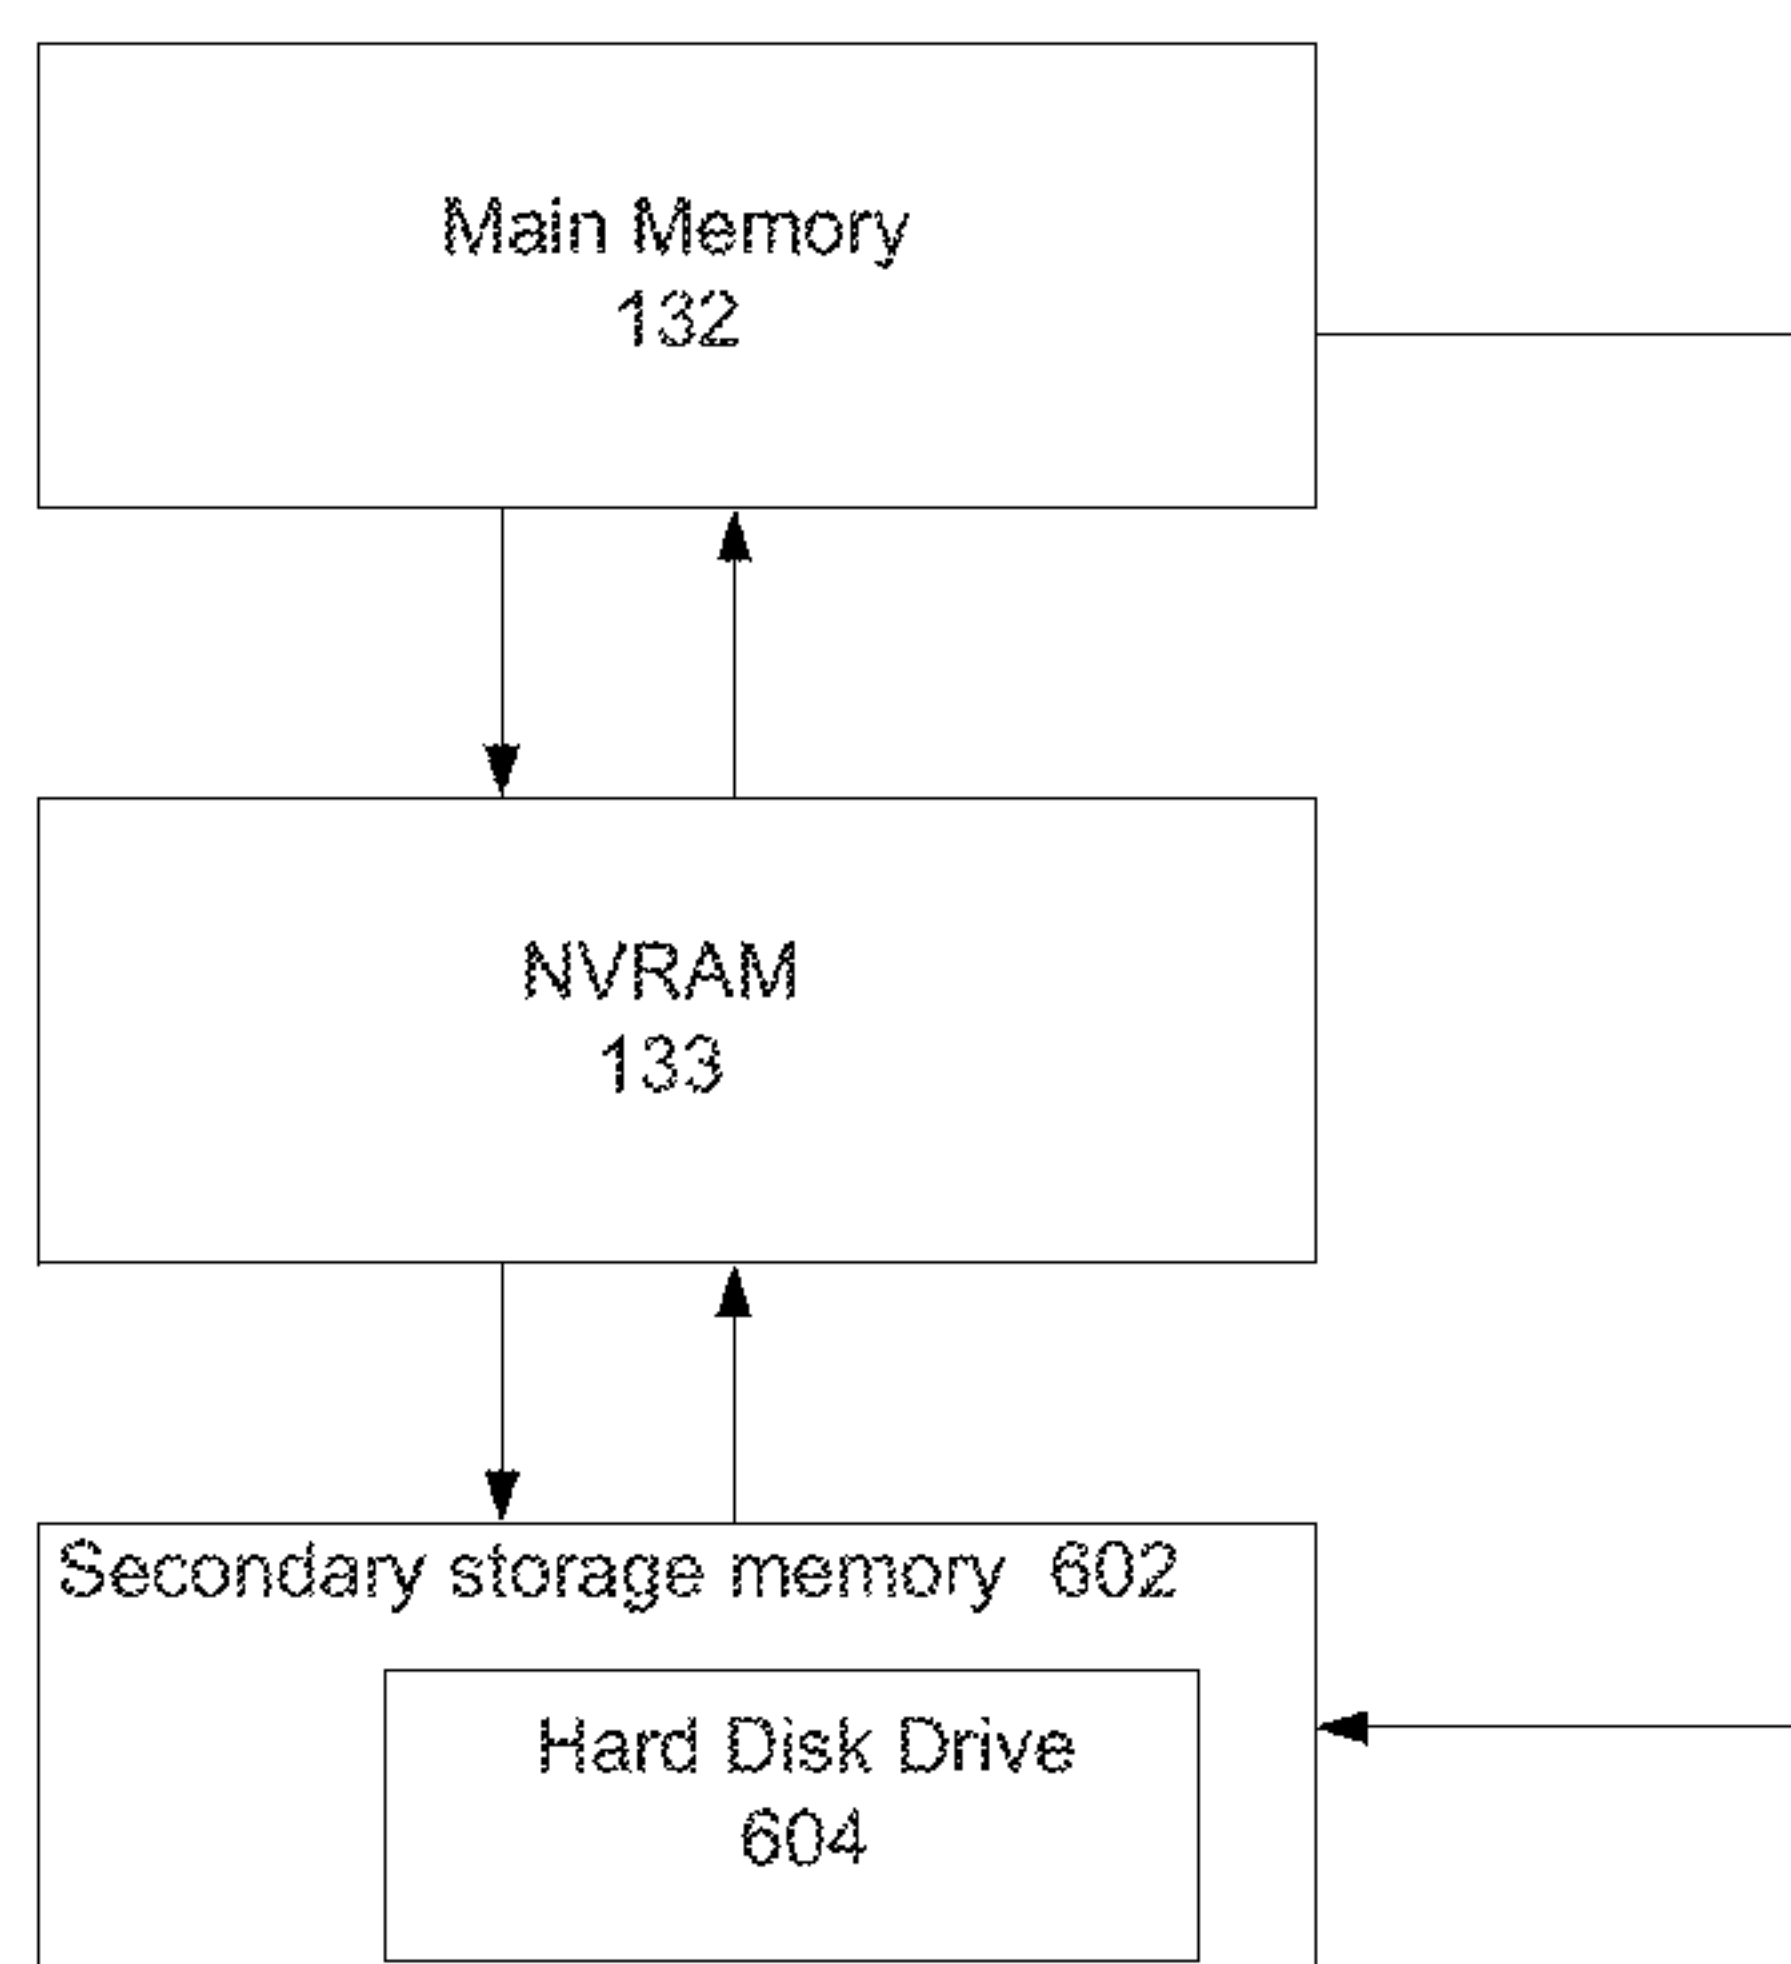 Main Memory
132
NVRAM
133
Secondary storage memory 602
Hard Disk Drive
604